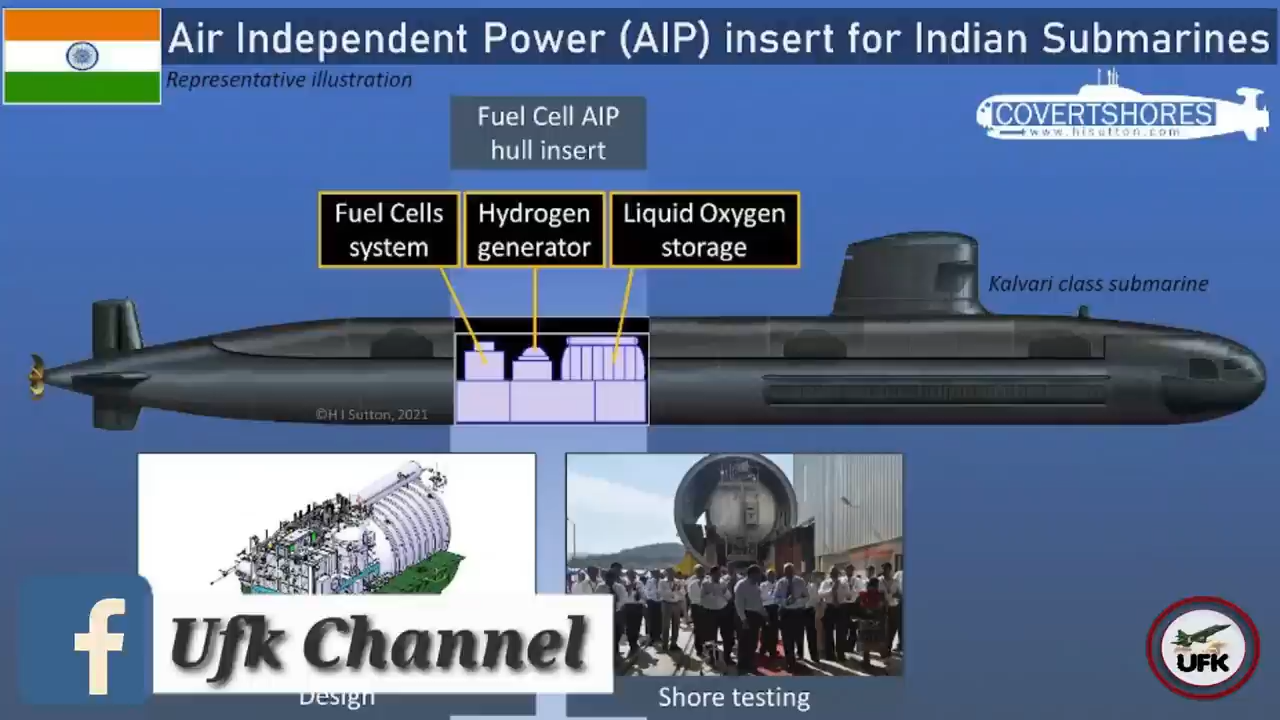 Air Independent Power (AIP) insert for Indian Submarines
Representative illustration
COVERTSHORES
www.hisutton.com
Fuel Cell AIP
hull insert
Fuel Cells
system
Hydrogen
generator
Liquid Oxygen
storage
Kalvari class submarine
©H I Sutton, 2021
f
Ufk Channel
Design
Shore testing
UFK